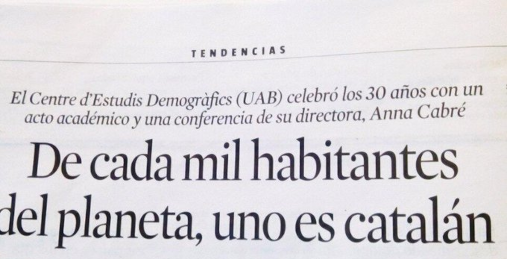 TENDENCIAS
El Centre d'Estudis Demogràfics (UAB) celebró los 30 años con un
acto académico y una conferencia de su directora, Anna Cabré
De cada mil habitantes
del planeta, uno es catalán